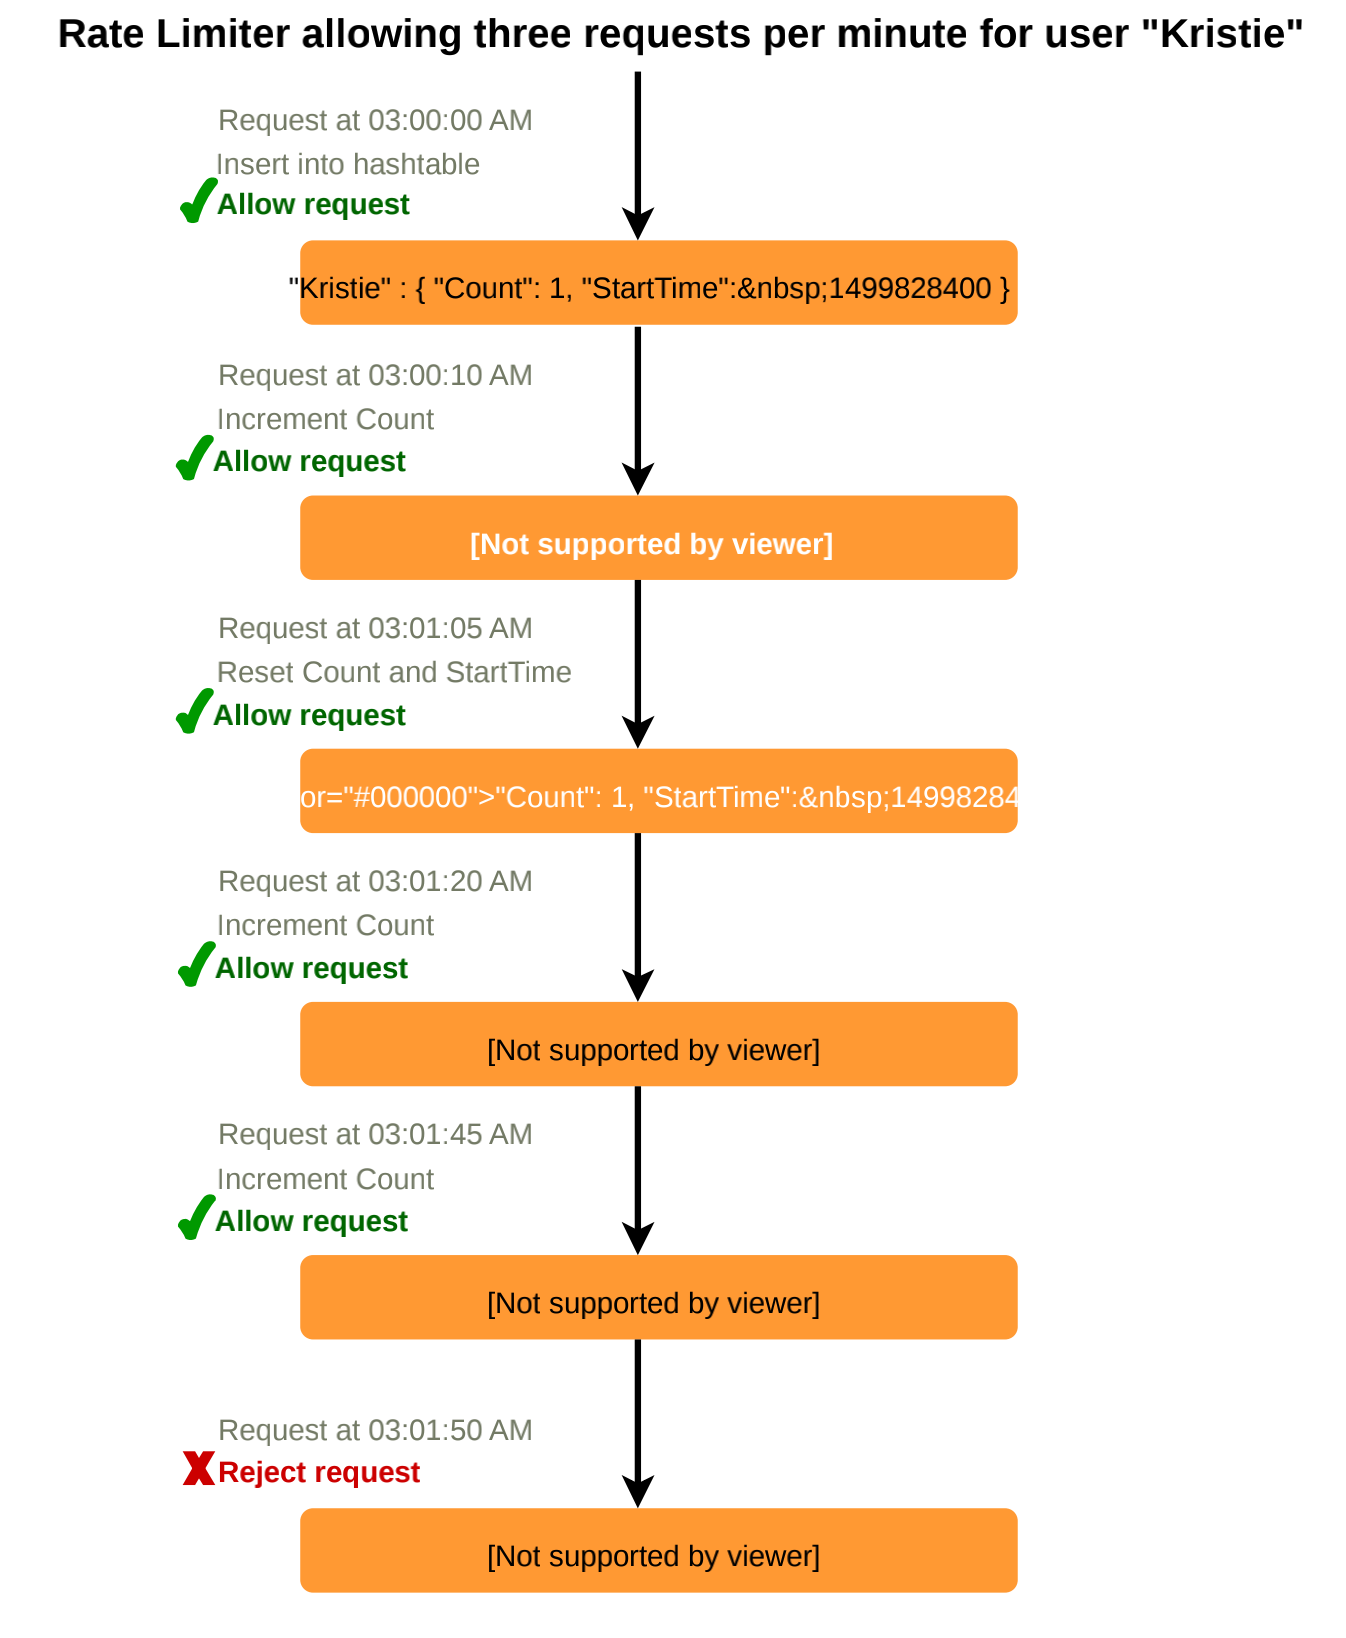 Rate Limiter allowing three requests per minute for user "Kristie"
Request at 03:00:00 AM
Insert into hashtable
Allow request
"Kristie" : { "Count": 1, "StartTime":&nbsp;1499828400 }
Request at 03:00:10 AM
Increment Count
Allow request
[Not supported by viewer]
Request at 03:01:05 AM
Reset Count and StartTime
Allow request
or="#000000">"Count": 1, "StartTime":&nbsp;14998284
Request at 03:01:20 AM
Increment Count
Allow request
[Not supported by viewer]
Request at 03:01:45 AM
Increment Count
Allow request
[Not supported by viewer]
Request at 03:01:50 AM
Reject request
[Not supported by viewer]